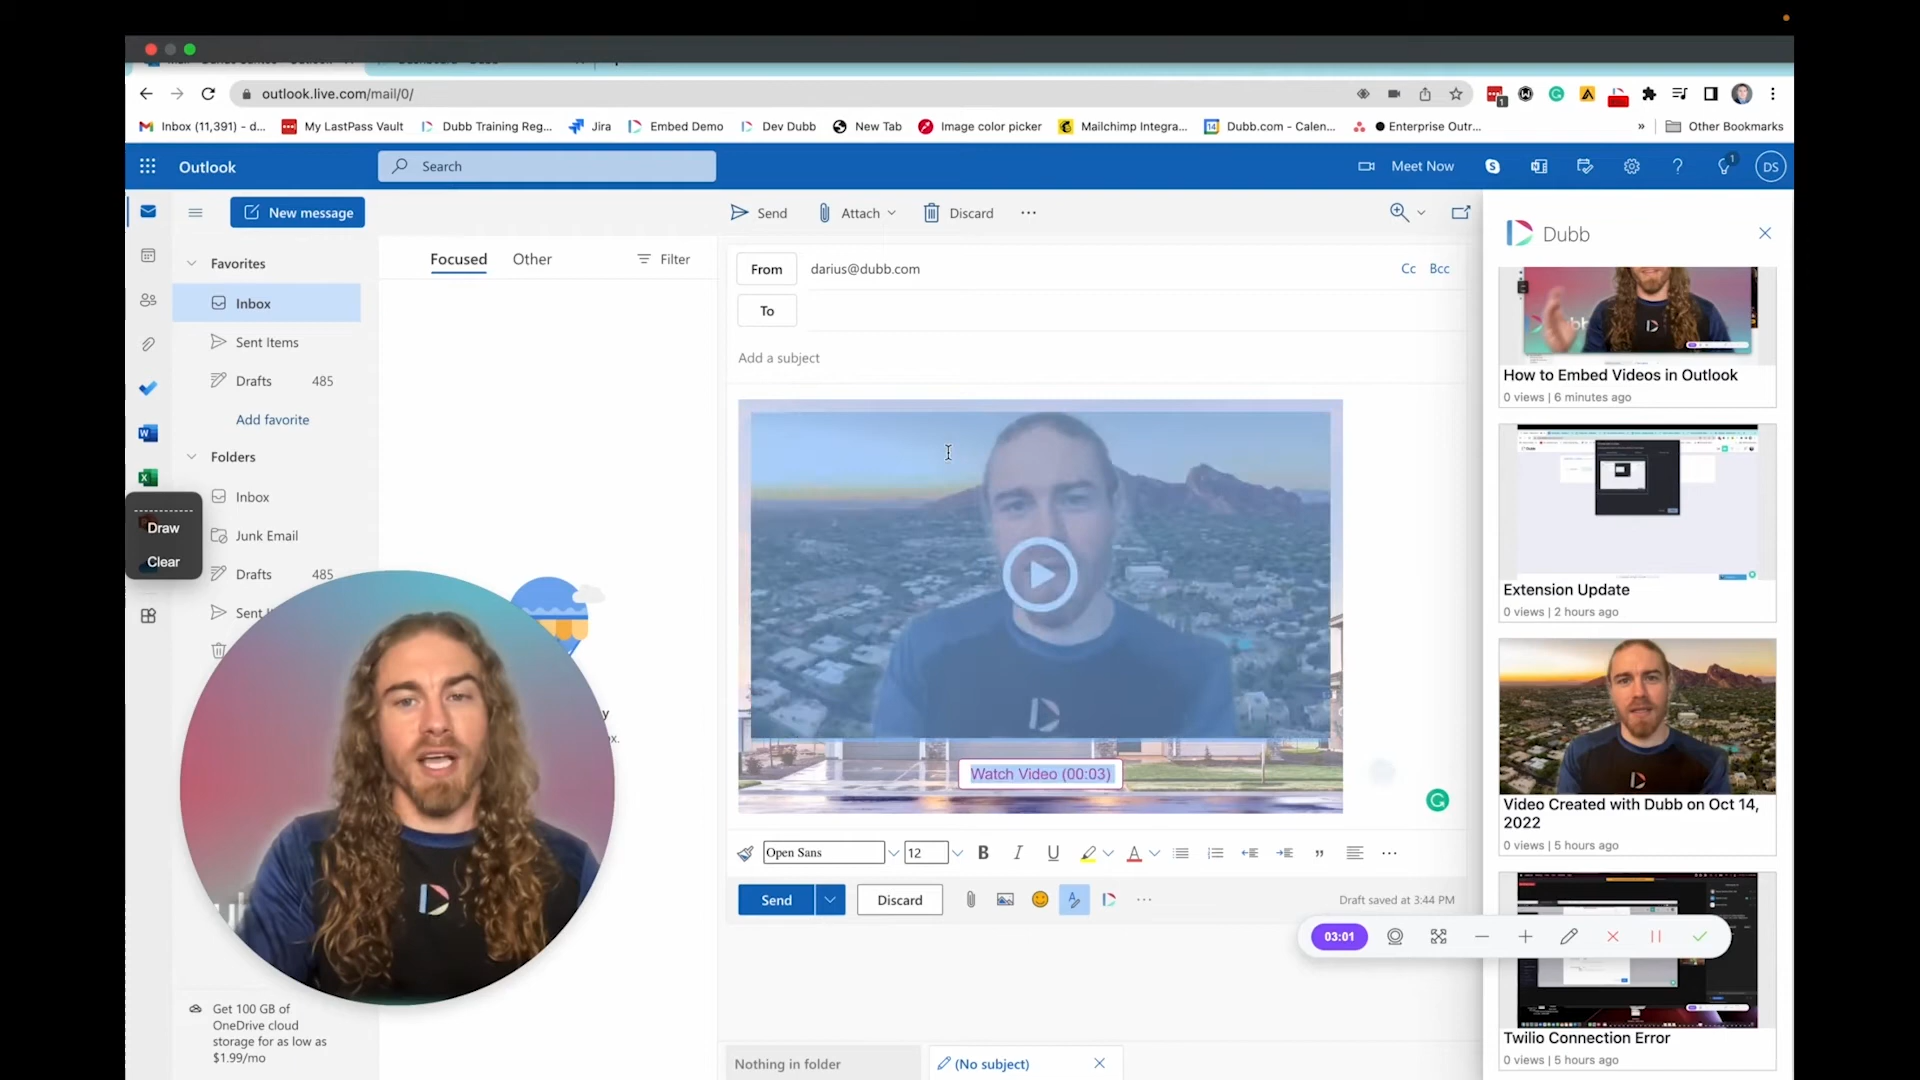 outlook.live.com/mail/0/
1
Inbox (11,391) - d...
My LastPass Vault
Dubb Training Reg...
Jira
Embed Demo
Dev Dubb
New Tab
Image color picker
Mailchimp Integra...
Dubb.com - Calen...
Enterprise Outr...
»
Other Bookmarks
Outlook
Search
Meet Now
1
DS
New message
Send
Attach
Discard
Dubb
Favorites
Focused
Other
Filter
From
darius@dubb.com
Cc
Bcc
Inbox
To
Sent Items
Add a subject
Drafts 485
Add favorite
How to Embed Videos in Outlook
0 views | 6 minutes ago
Folders
Inbox
Draw
Junk Email
Clear
Drafts 485
Extension Update
0 views | 2 hours ago
Watch Video (00:03)
Video Created with Dubb on Oct 14,
2022
0 views | 5 hours ago
Open Sans
12
B
I
U
A
Send
Discard
Draft saved at 3:44 PM
03:01
Get 100 GB of
OneDrive cloud
storage for as low as
$1.99/mo
Twilio Connection Error
0 views | 5 hours ago
Nothing in folder
(No subject)